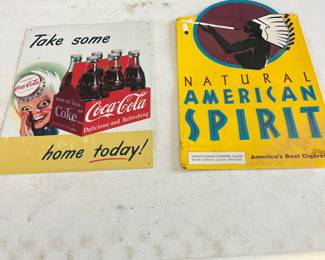 Take some
Coca-Cola
Coke
Coca-Cola
Delicious and Refreshing
home today!
NATURAL
AMERICAN
SPIRIT
America's Best Cigarette